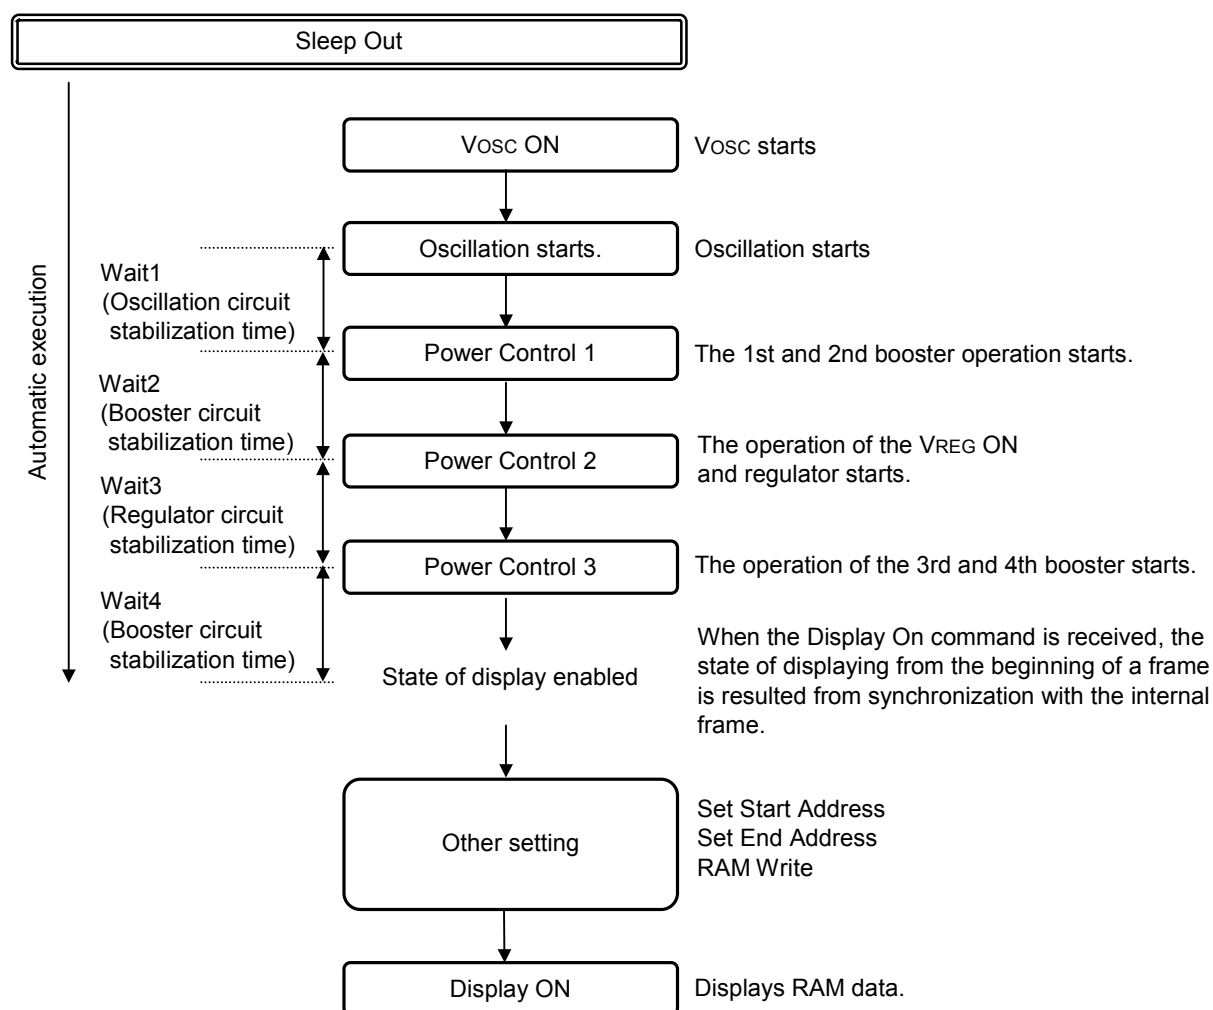 Sleep Out
Vosc ON
Vosc starts
Oscillation starts.
Oscillation starts
Automatic execution
Wait1
(Oscillation circuit
stabilization time)
Power Control 1
The 1st and 2nd booster operation starts.
Wait2
(Booster circuit
stabilization time)
Power Control 2
The operation of the VREG ON
and regulator starts.
Wait3
(Regulator circuit
stabilization time)
Power Control 3
The operation of the 3rd and 4th booster starts.
Wait4
(Booster circuit
stabilization time)
State of display enabled
When the Display On command is received, the
state of displaying from the beginning of a frame
is resulted from synchronization with the internal
frame.
Other setting
Set Start Address
Set End Address
RAM Write
Display ON
Displays RAM data.